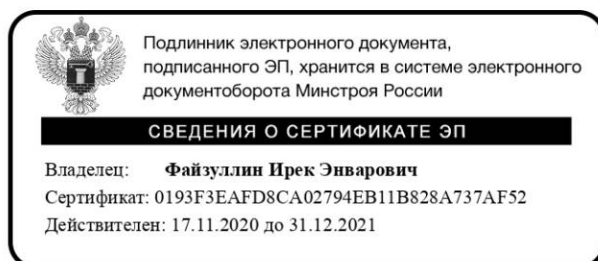 Подлинник электронного документа,
подписанного ЭП, хранится в системе электронного
документооборота Минстроя России
СВЕДЕНИЯ О СЕРТИФИКАТЕ ЭП
Владелец: Файзуллин Ирек Энварович
Сертификат: 0193F3EAFD8CA02794EB11B828A737AF52
Действителен: 17.11.2020 до 31.12.2021